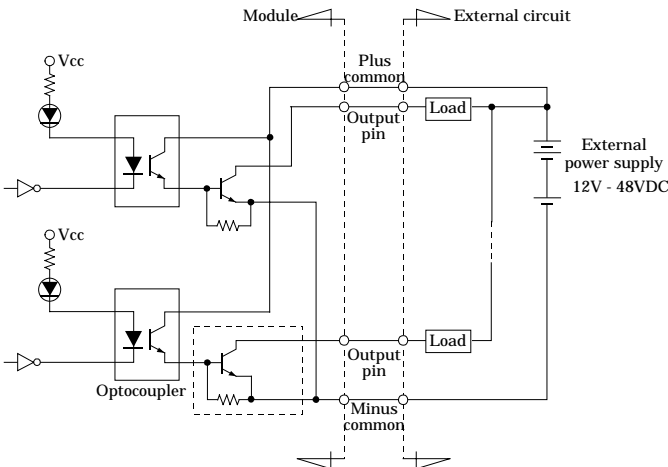 Module
External circuit
Vcc
Plus
common
Load
Output
pin
External
power supply
12V - 48VDC
Vcc
Load
Output
pin
Optocoupler
Minus
common